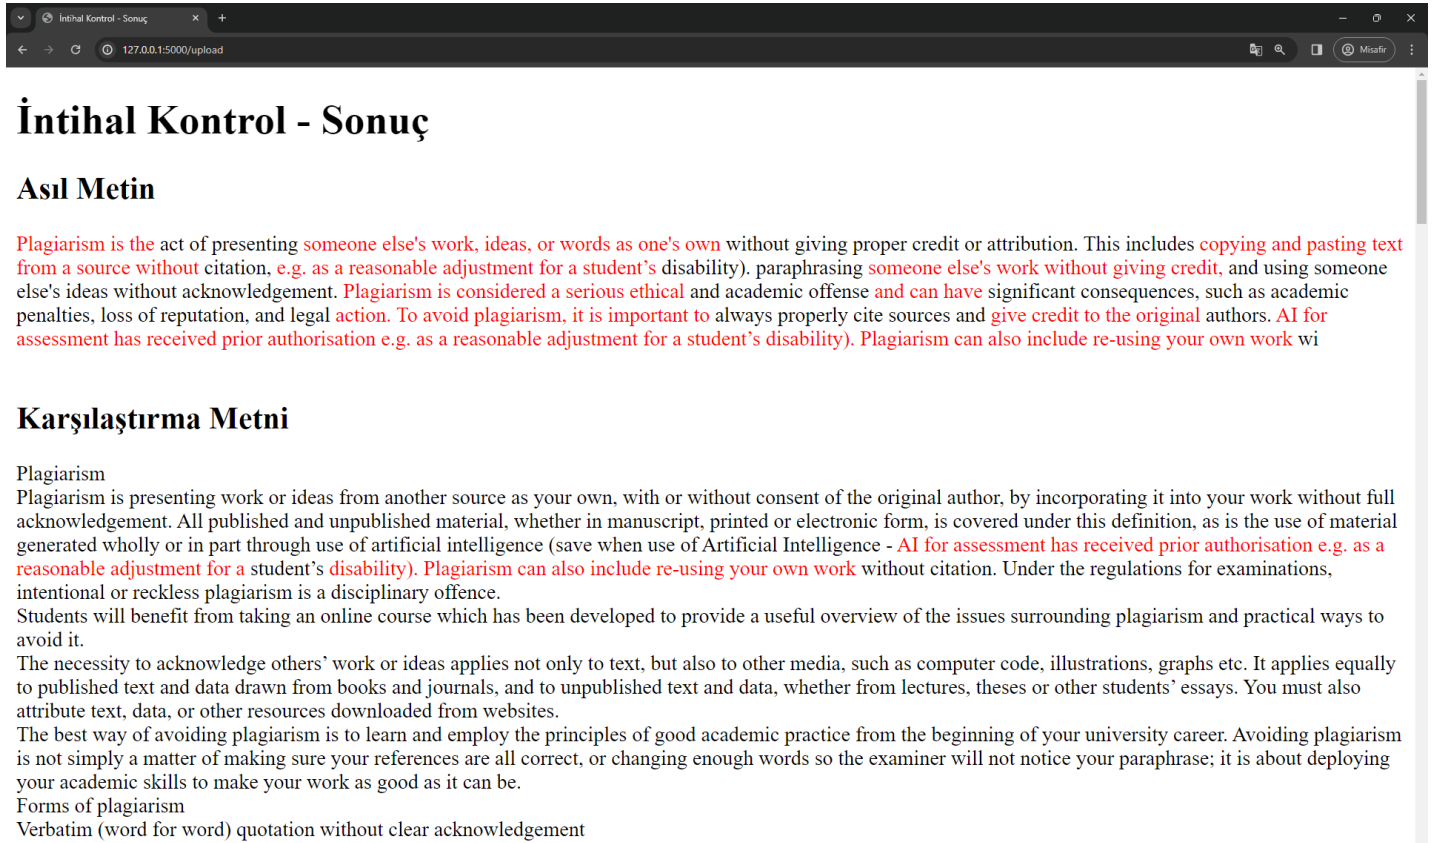 İntihal Kontrol - Sonuç
127.0.0.1:5000/upload
Misafir
İntihal Kontrol - Sonuç
Asıl Metin
Plagiarism is the act of presenting someone else's work, ideas, or words as one's own without giving proper credit or attribution. This includes copying and pasting text
from a source without citation, e.g. as a reasonable adjustment for a student’s disability). paraphrasing someone else's work without giving credit, and using someone
else's ideas without acknowledgement. Plagiarism is considered a serious ethical and academic offense and can have significant consequences, such as academic
penalties, loss of reputation, and legal action. To avoid plagiarism, it is important to always properly cite sources and give credit to the original authors. AI for
assessment has received prior authorisation e.g. as a reasonable adjustment for a student’s disability). Plagiarism can also include re-using your own work wi
Karşılaştırma Metni
Plagiarism
Plagiarism is presenting work or ideas from another source as your own, with or without consent of the original author, by incorporating it into your work without full
acknowledgement. All published and unpublished material, whether in manuscript, printed or electronic form, is covered under this definition, as is the use of material
generated wholly or in part through use of artificial intelligence (save when use of Artificial Intelligence - AI for assessment has received prior authorisation e.g. as a
reasonable adjustment for a student’s disability). Plagiarism can also include re-using your own work without citation. Under the regulations for examinations,
intentional or reckless plagiarism is a disciplinary offence.
Students will benefit from taking an online course which has been developed to provide a useful overview of the issues surrounding plagiarism and practical ways to
avoid it.
The necessity to acknowledge others’ work or ideas applies not only to text, but also to other media, such as computer code, illustrations, graphs etc. It applies equally
to published text and data drawn from books and journals, and to unpublished text and data, whether from lectures, theses or other students’ essays. You must also
attribute text, data, or other resources downloaded from websites.
The best way of avoiding plagiarism is to learn and employ the principles of good academic practice from the beginning of your university career. Avoiding plagiarism
is not simply a matter of making sure your references are all correct, or changing enough words so the examiner will not notice your paraphrase; it is about deploying
your academic skills to make your work as good as it can be.
Forms of plagiarism
Verbatim (word for word) quotation without clear acknowledgement